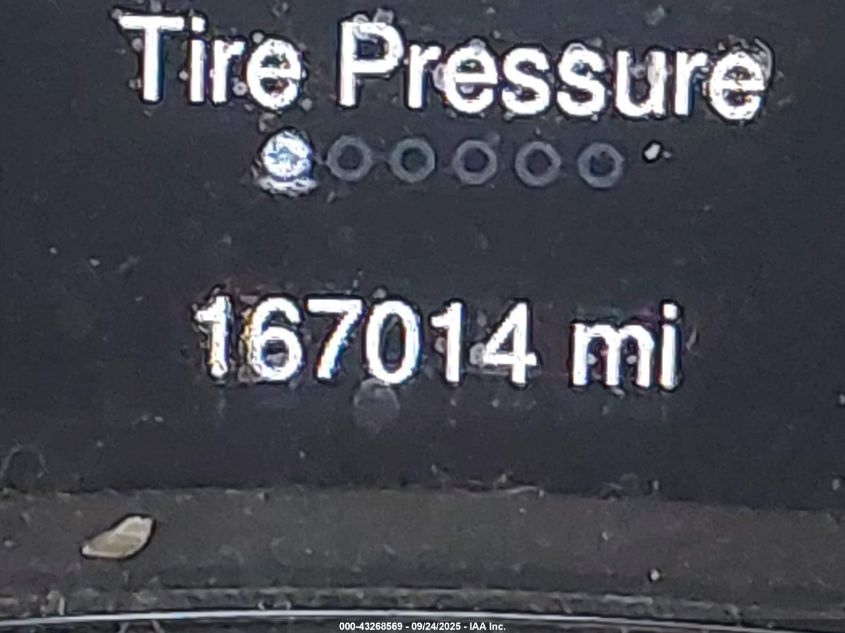 Tire Pressure
167014 mi
000-43268569 - 09/24/2025 - IAA Inc.